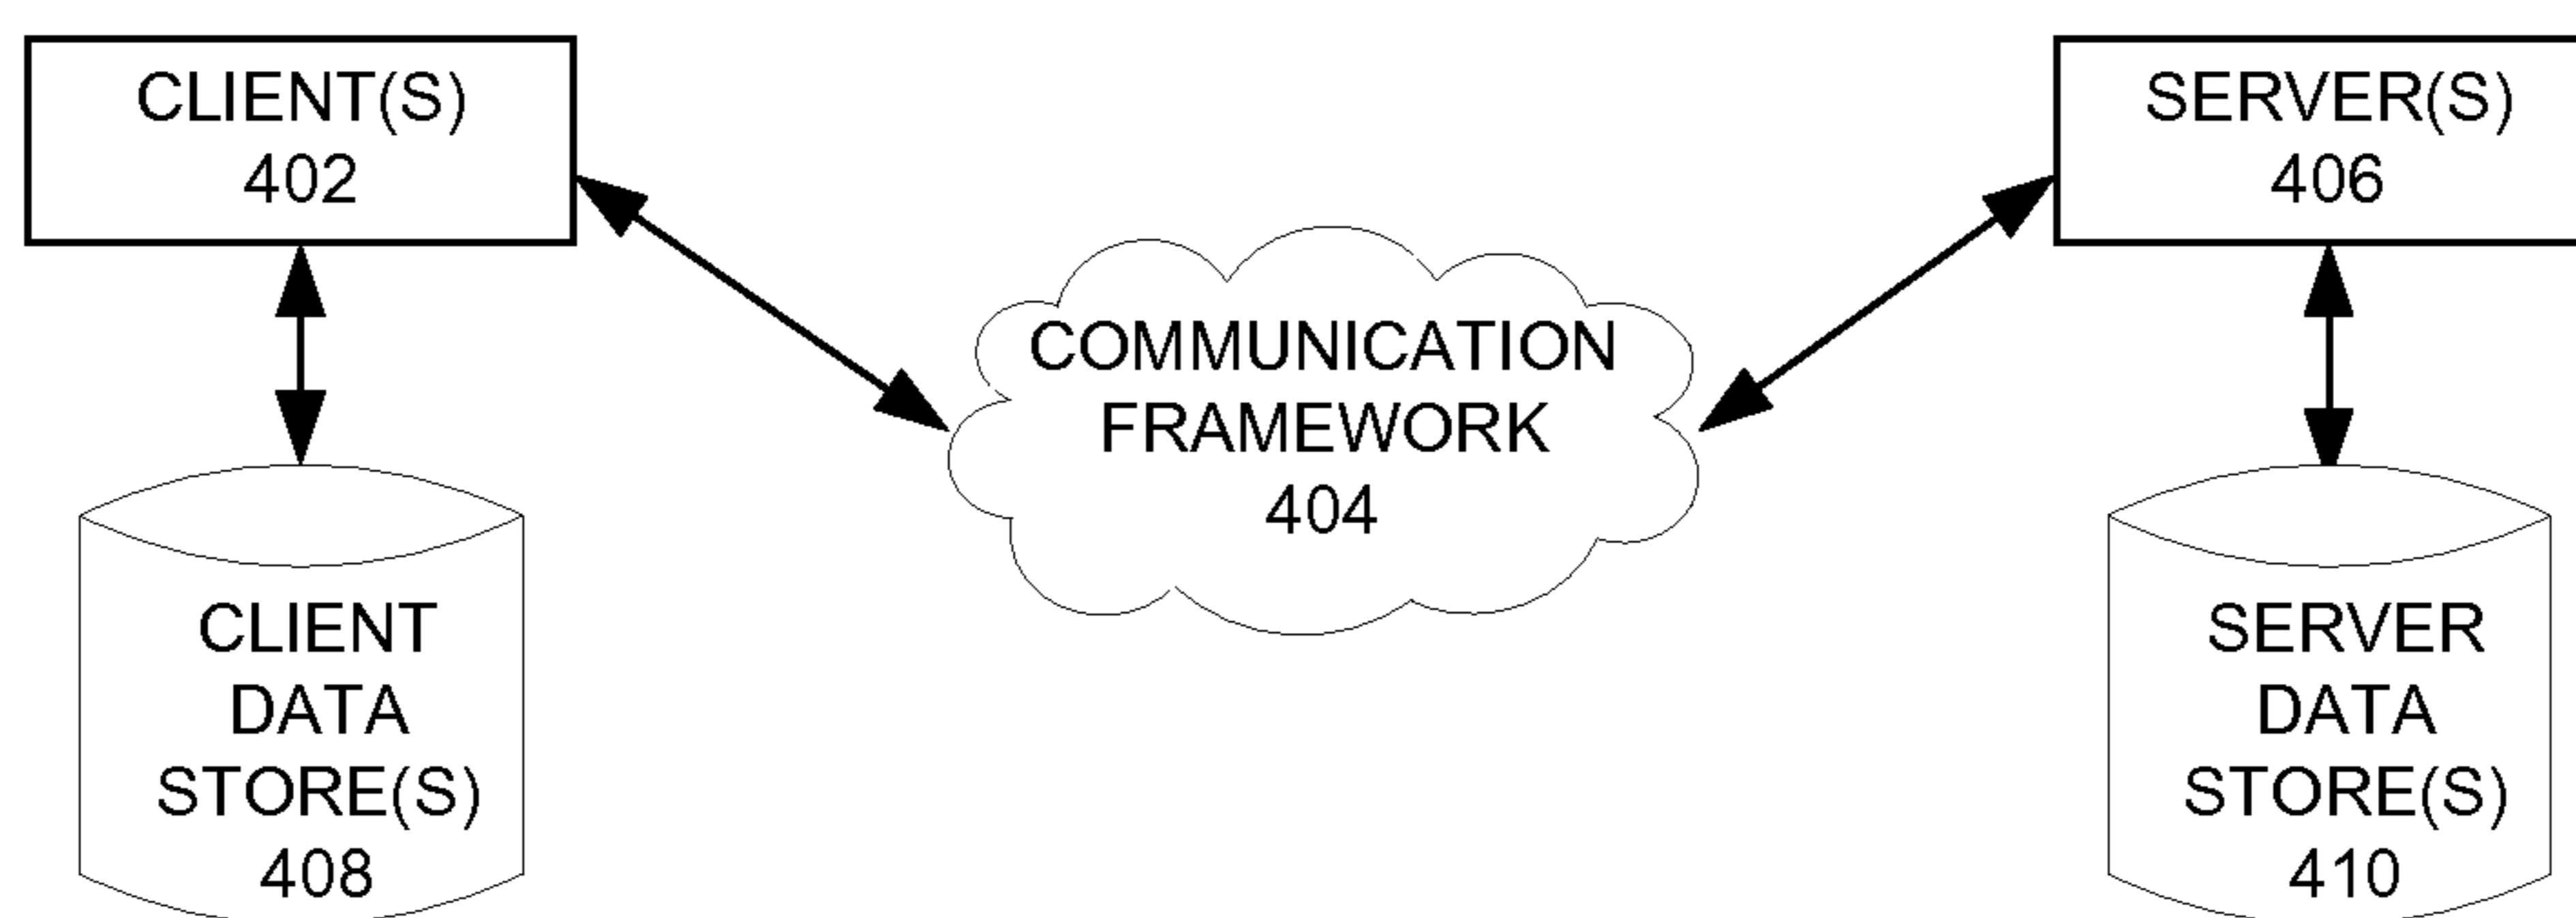 CLIENT(S)
402
SERVER(S)
406
COMMUNICATION
FRAMEWORK
404
CLIENT
DATA
STORE(S)
408
SERVER
DATA
STORE(S)
410